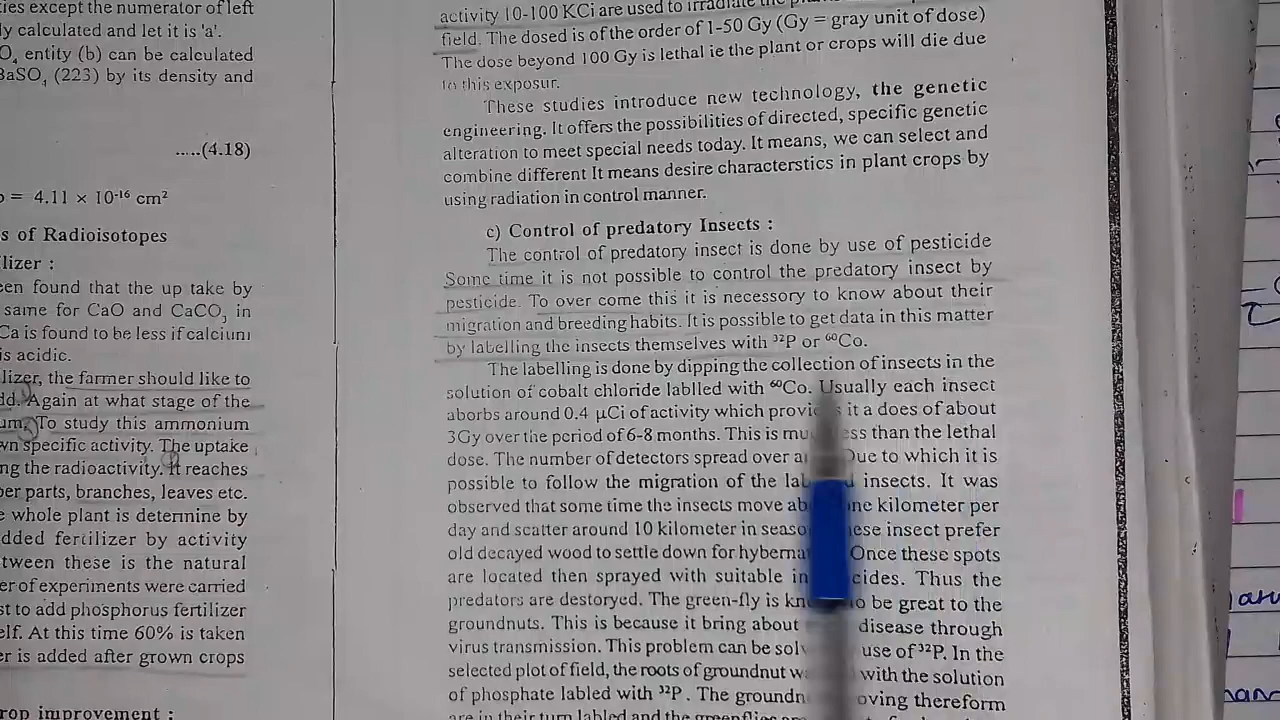 ies except the numerator of left
ly calculated and let it is 'a'.
O₄ entity (b) can be calculated
BaSO₄ (223) by its density and
.....(4.18)
= 4.11 × 10⁻¹⁶ cm²
s of Radioisotopes
lizer :
een found that the up take by
same for CaO and CaCO₃ in
Ca is found to be less if calcium
is acidic.
lizer, the farmer should like to
dd. Again at what stage of the
um. To study this ammonium
wn specific activity. The uptake
ng the radioactivity. It reaches
per parts, branches, leaves etc.
e whole plant is determine by
dded fertilizer by activity
tween these is the natural
er of experiments were carried
st to add phosphorus fertilizer
elf. At this time 60% is taken
er is added after grown crops
rop improvement :
activity 10-100 KCi are used to irradiate the
field. The dosed is of the order of 1-50 Gy (Gy = gray unit of dose)
The dose beyond 100 Gy is lethal ie the plant or crops will die due
to this exposur.
These studies introduce new technology, the genetic
engineering. It offers the possibilities of directed, specific genetic
alteration to meet special needs today. It means, we can select and
combine different It means desire characterstics in plant crops by
using radiation in control manner.
c) Control of predatory Insects :
The control of predatory insect is done by use of pesticide
Some time it is not possible to control the predatory insect by
pesticide. To over come this it is necessary to know about their
migration and breeding habits. It is possible to get data in this matter
by labelling the insects themselves with ³²P or ⁶⁰Co.
The labelling is done by dipping the collection of insects in the
solution of cobalt chloride lablled with ⁶⁰Co. Usually each insect
aborbs around 0.4 μCi of activity which provi s it a does of about
3Gy over the period of 6-8 months. This is mu ess than the lethal
dose. The number of detectors spread over a Due to which it is
possible to follow the migration of the la insects. It was
observed that some time the insects move ab one kilometer per
day and scatter around 10 kilometer in seaso ese insect prefer
old decayed wood to settle down for hyberna Once these spots
are located then sprayed with suitable in cides. Thus the
predators are destoryed. The green-fly is kn to be great to the
groundnuts. This is because it bring about disease through
virus transmission. This problem can be sol use of ³²P. In the
selected plot of field, the roots of groundnut w with the solution
of phosphate labled with ³²P. The groundn oving thereform
are in their turn labled and the greenflies